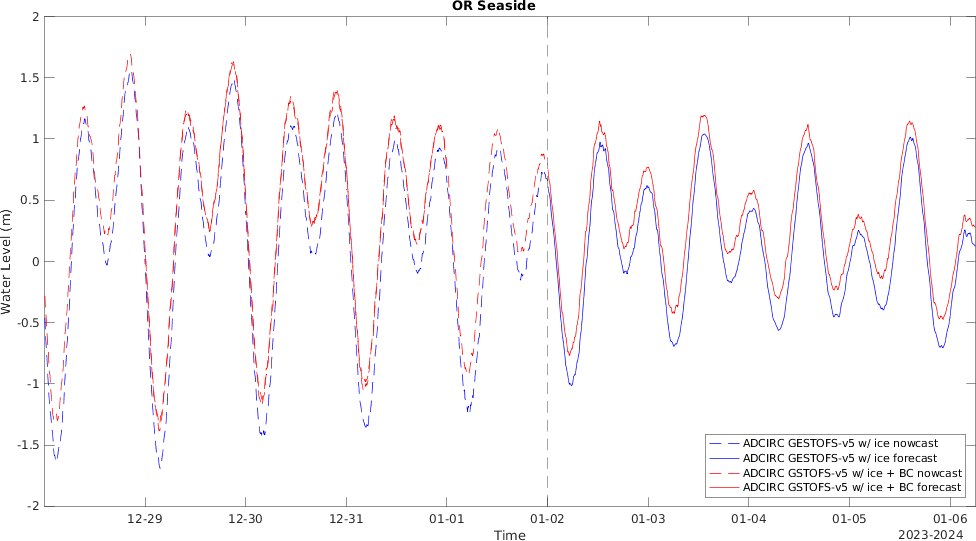 OR Seaside
2
1.5
1
0.5
0
-0.5
-1
-1.5
-2
Water Level (m)
12-29
12-30
12-31
01-01
01-02
01-03
01-04
01-05
01-06
Time
2023-2024
ADCIRC GESTOFS-v5 w/ ice nowcast
ADCIRC GESTOFS-v5 w/ ice forecast
ADCIRC GSTOFS-v5 w/ ice + BC nowcast
ADCIRC GSTOFS-v5 w/ ice + BC forecast